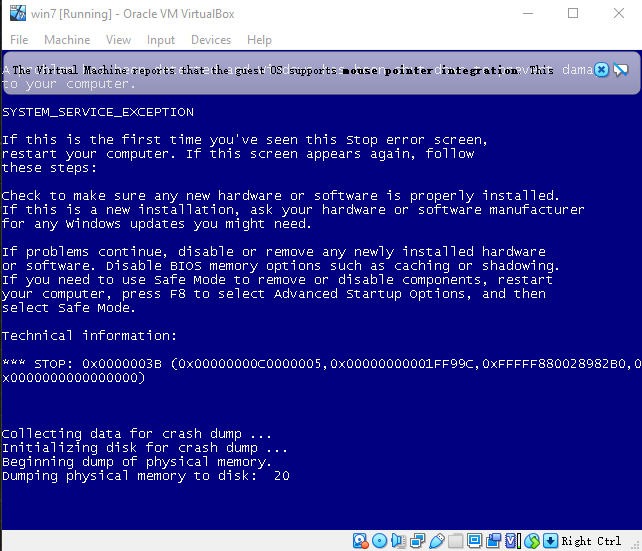 win7 [Running] - Oracle VM VirtualBox
File Machine View Input Devices Help
The Virtual Machine reports that the guest OS supports mouse pointer integration. This
to your computer.
SYSTEM_SERVICE_EXCEPTION
If this is the first time you've seen this Stop error screen,
restart your computer. If this screen appears again, follow
these steps:
Check to make sure any new hardware or software is properly installed.
If this is a new installation, ask your hardware or software manufacturer
for any Windows updates you might need.
If problems continue, disable or remove any newly installed hardware
or software. Disable BIOS memory options such as caching or shadowing.
If you need to use Safe Mode to remove or disable components, restart
your computer, press F8 to select Advanced Startup Options, and then
select Safe Mode.
Technical information:
*** STOP: 0x0000003B (0x00000000C0000005,0x00000000001FF99C,0xFFFFF880028982B0,0
x0000000000000000)
Collecting data for crash dump ...
Initializing disk for crash dump ...
Beginning dump of physical memory.
Dumping physical memory to disk: 20
Right Ctrl